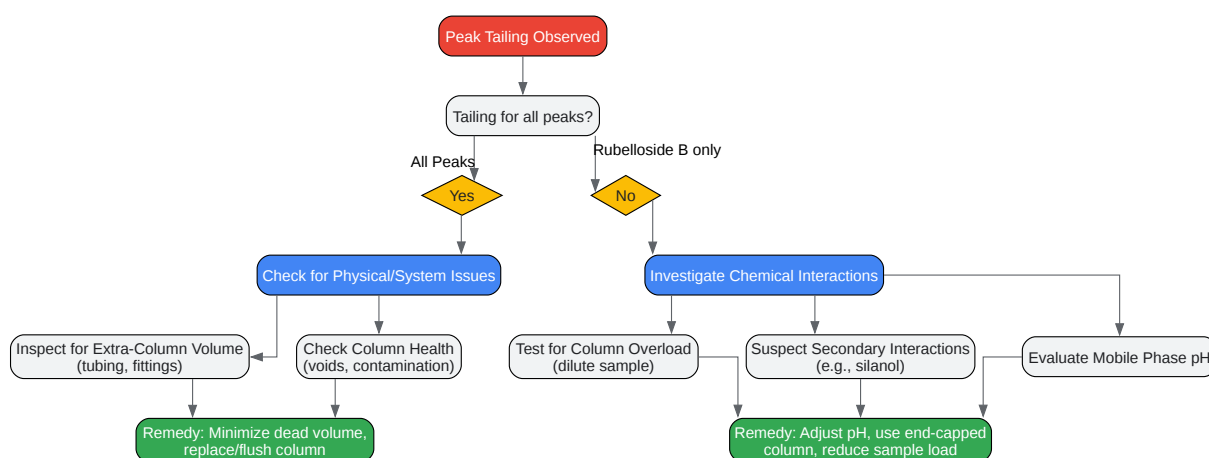 Peak Tailing Observed
Tailing for all peaks?
All Peaks
Rubelloside B only
Yes
No
Check for Physical/System Issues
Investigate Chemical Interactions
Inspect for Extra-Column Volume
(tubing, fittings)
Check Column Health
(voids, contamination)
Test for Column Overload
(dilute sample)
Suspect Secondary Interactions
(e.g., silanol)
Evaluate Mobile Phase pH
Remedy: Minimize dead volume,
replace/flush column
Remedy: Adjust pH, use end-capped
column, reduce sample load